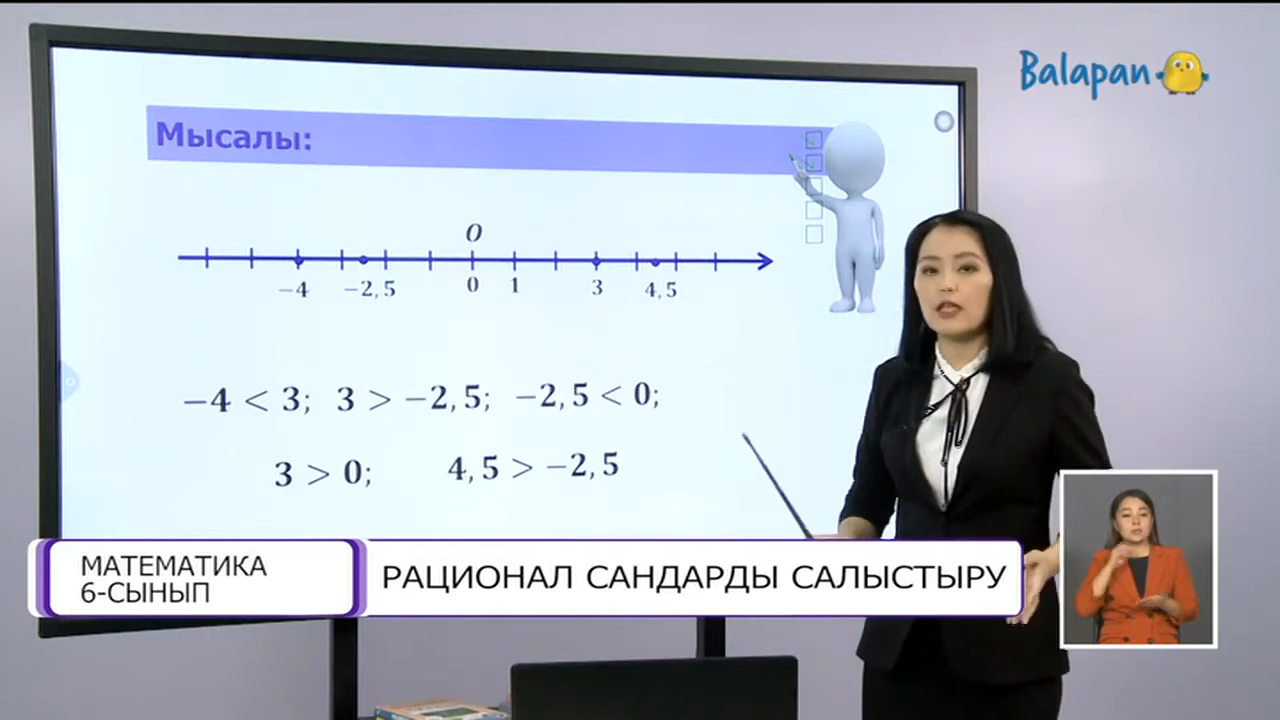 Balapan
Мысалы:
O
−4 −2,5 0 1 3 4,5
−4 < 3; 3 > −2,5; −2,5 < 0;
3 > 0; 4,5 > −2,5
МАТЕМАТИКА
6-СЫНЫП
РАЦИОНАЛ САНДАРДЫ САЛЫСТЫРУ